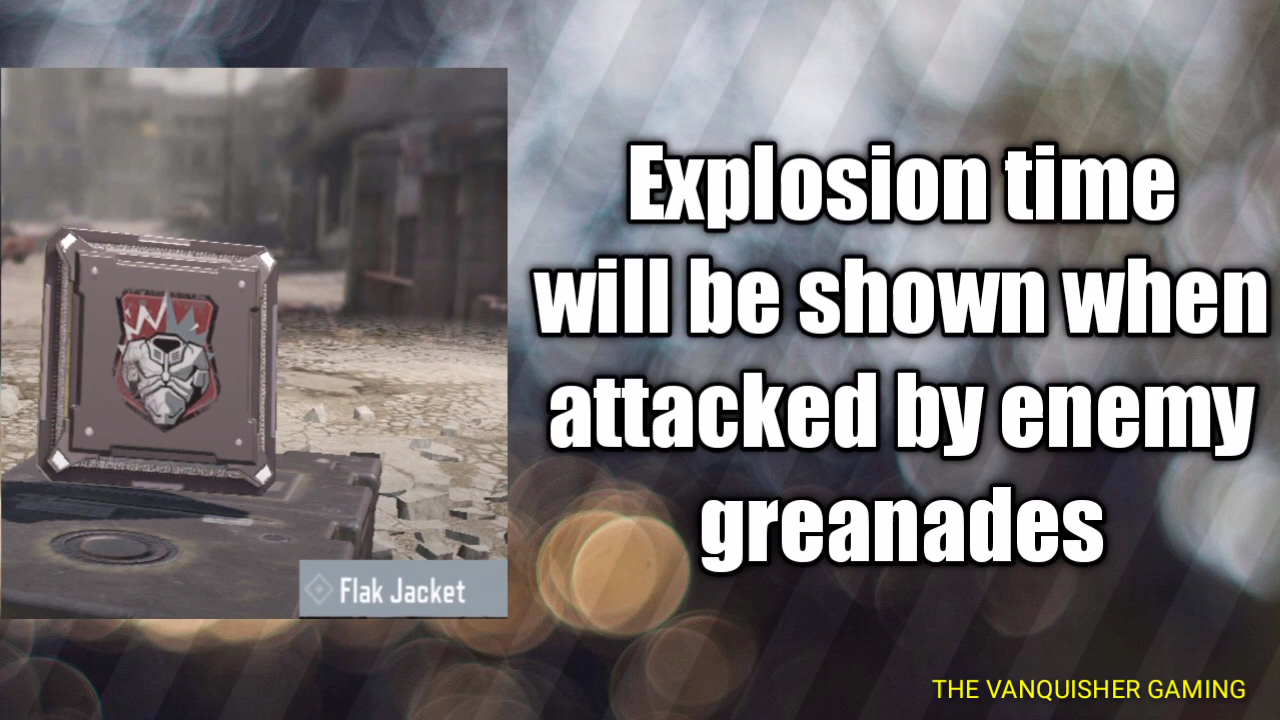 Explosion time
will be shown when
attacked by enemy
greanades
Flak Jacket
THE VANQUISHER GAMING